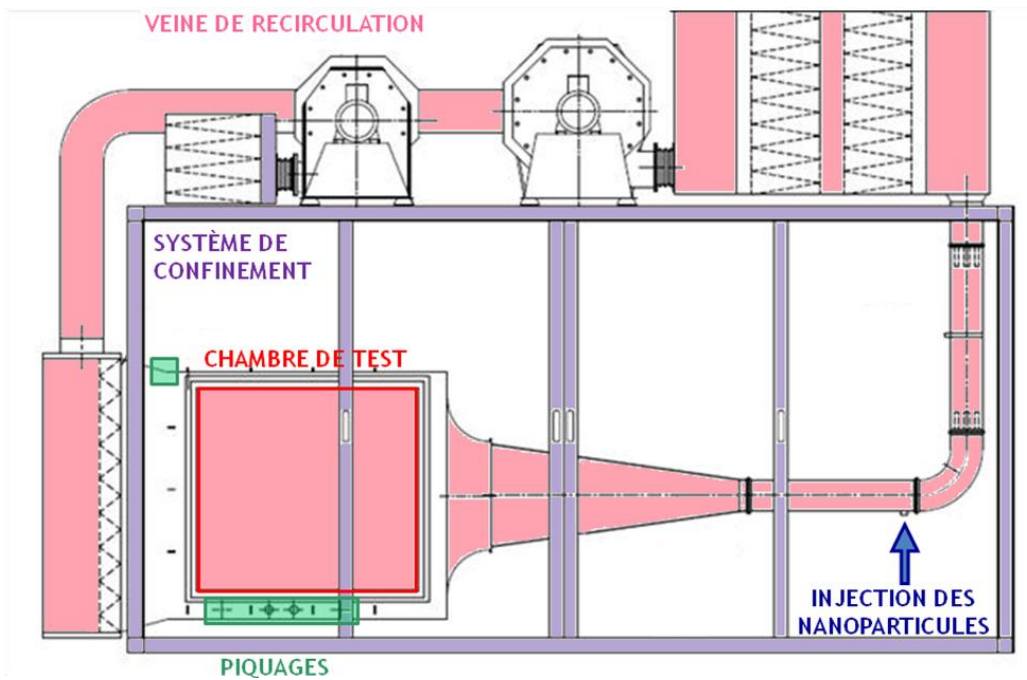 VEINE DE RECIRCULATION
SYSTÈME DE
CONFINEMENT
CHAMBRE DE TEST
INJECTION DES
NANOPARTICULES
PIQUAGES